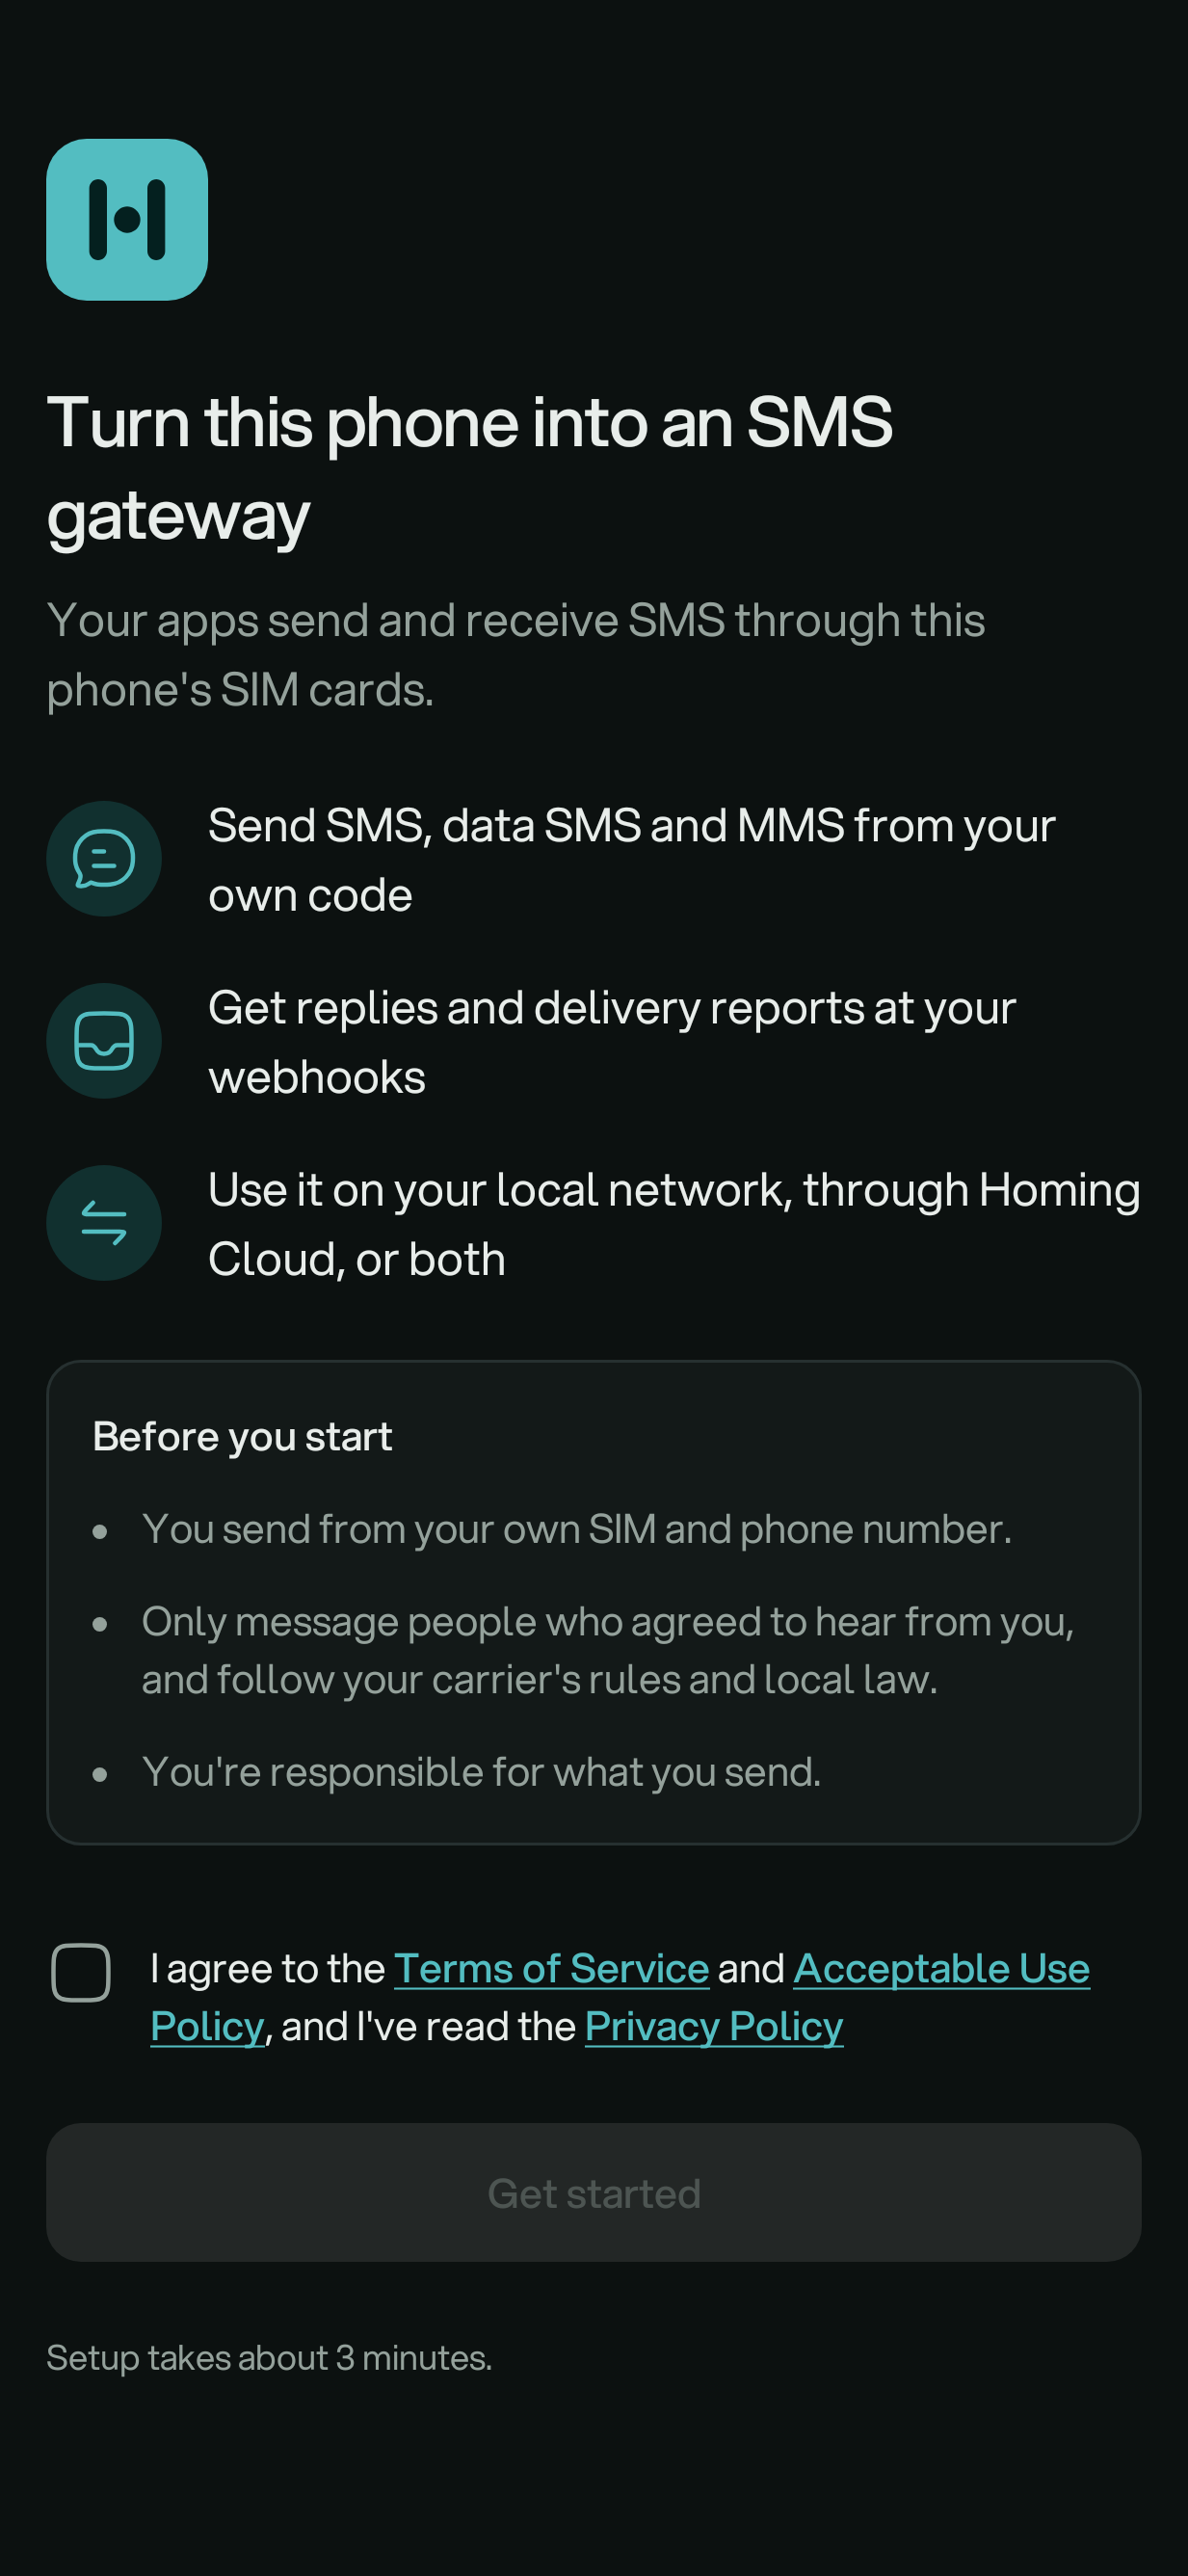 Turn this phone into an SMS
gateway
Your apps send and receive SMS through this
phone's SIM cards.
Send SMS, data SMS and MMS from your
own code
Get replies and delivery reports at your
webhooks
Use it on your local network, through Homing
Cloud, or both
Before you start
• You send from your own SIM and phone number.
• Only message people who agreed to hear from you,
and follow your carrier's rules and local law.
• You're responsible for what you send.
I agree to the Terms of Service and Acceptable Use
Policy, and I've read the Privacy Policy
Get started
Setup takes about 3 minutes.